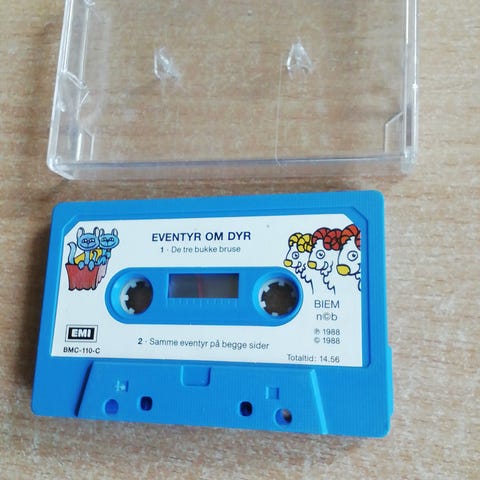 EVENTYR OM DYR
1 - De tre bukke bruse
BIEM
n©b
EMI
BMC-110-C
℗ 1988
© 1988
2 - Samme eventyr på begge sider
Totaltid: 14.56